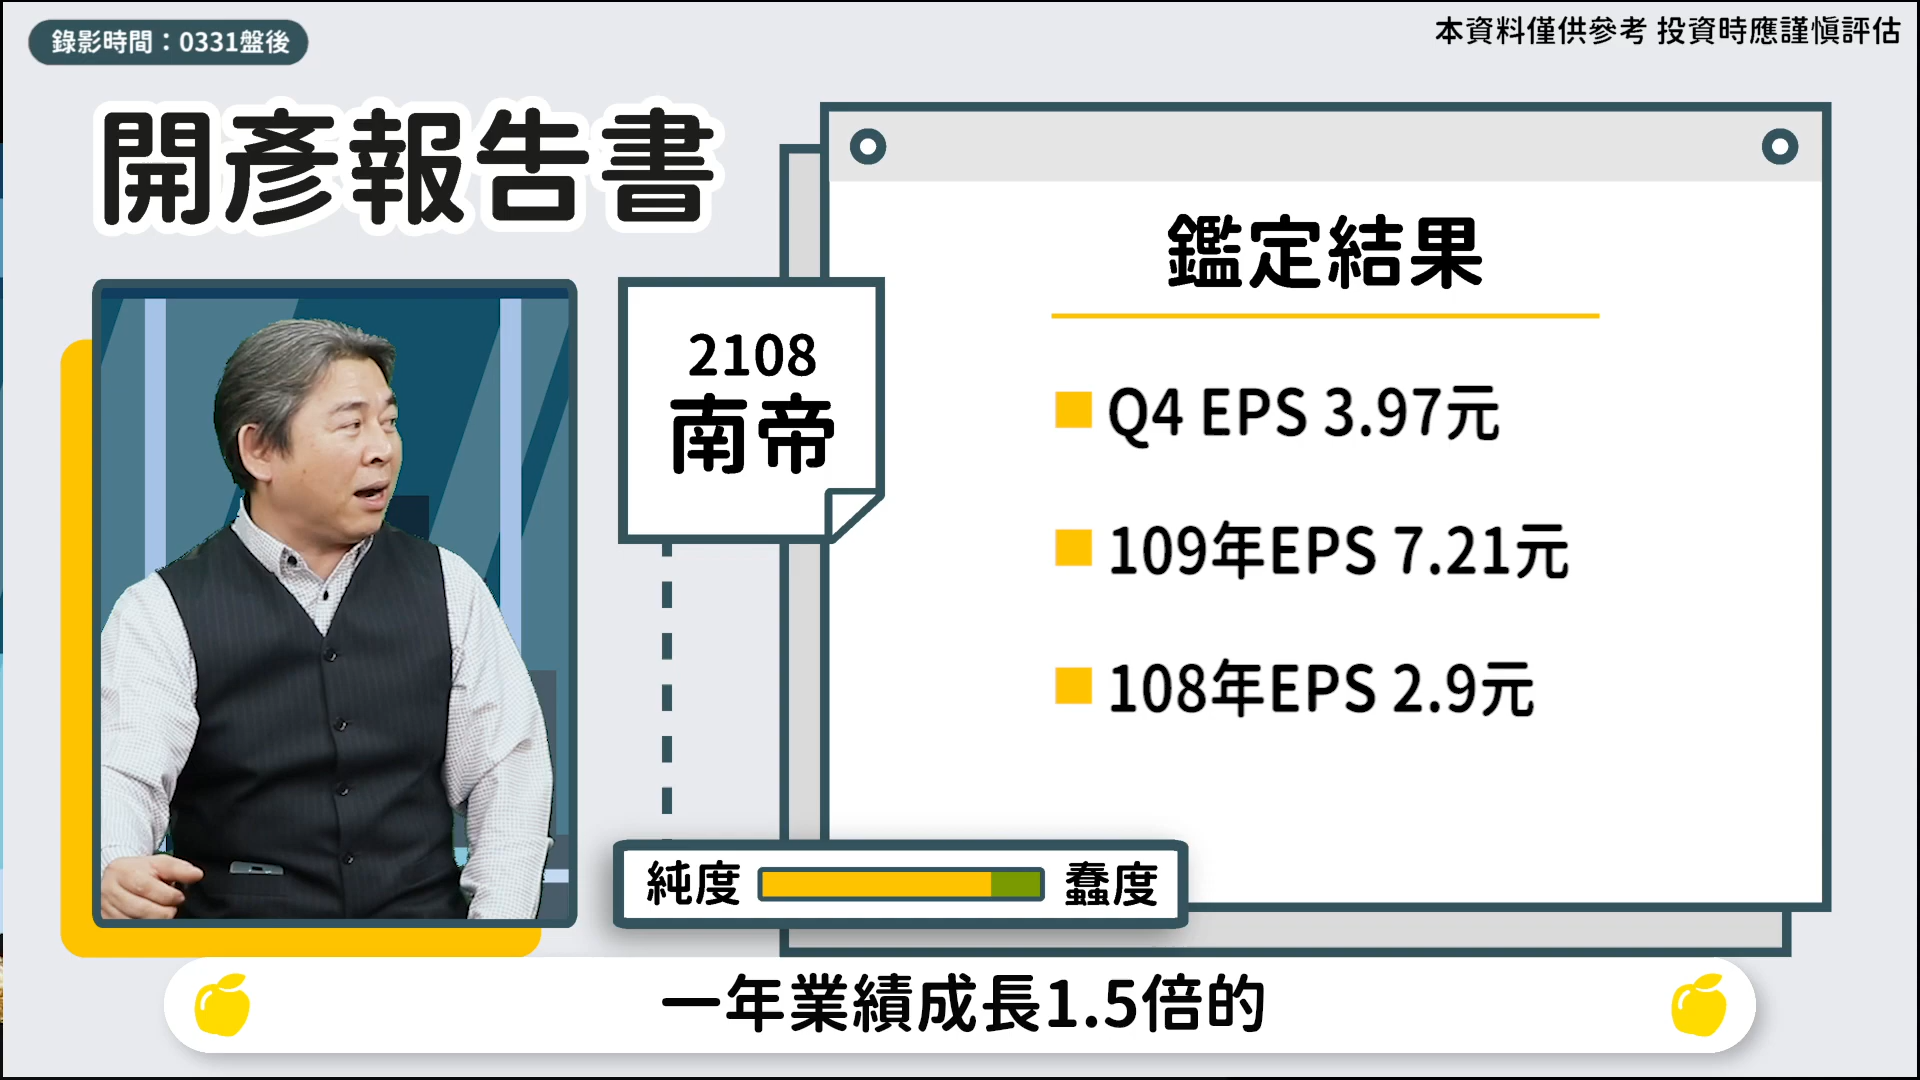 錄影時間：0331盤後
本資料僅供參考 投資時應謹慎評估
開彥報告書
2108
南帝
鑑定結果
Q4 EPS 3.97元
109年EPS 7.21元
108年EPS 2.9元
純度
蠢度
一年業績成長1.5倍的